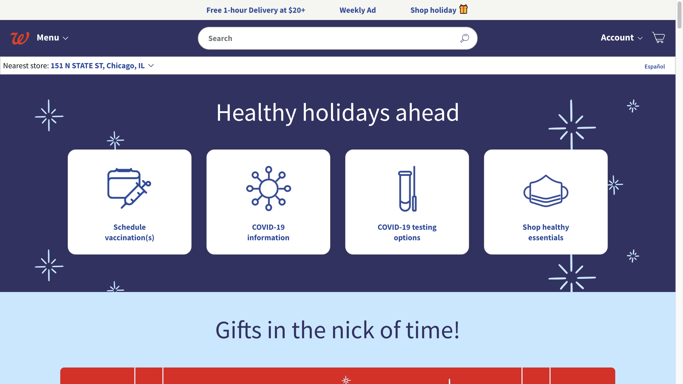 Free 1-hour Delivery at $20+ Weekly Ad Shop holiday
Menu Search Account
Nearest store: 151 N STATE ST, Chicago, IL Español
Healthy holidays ahead
Schedule
vaccination(s)
COVID-19
information
COVID-19 testing
options
Shop healthy
essentials
Gifts in the nick of time!